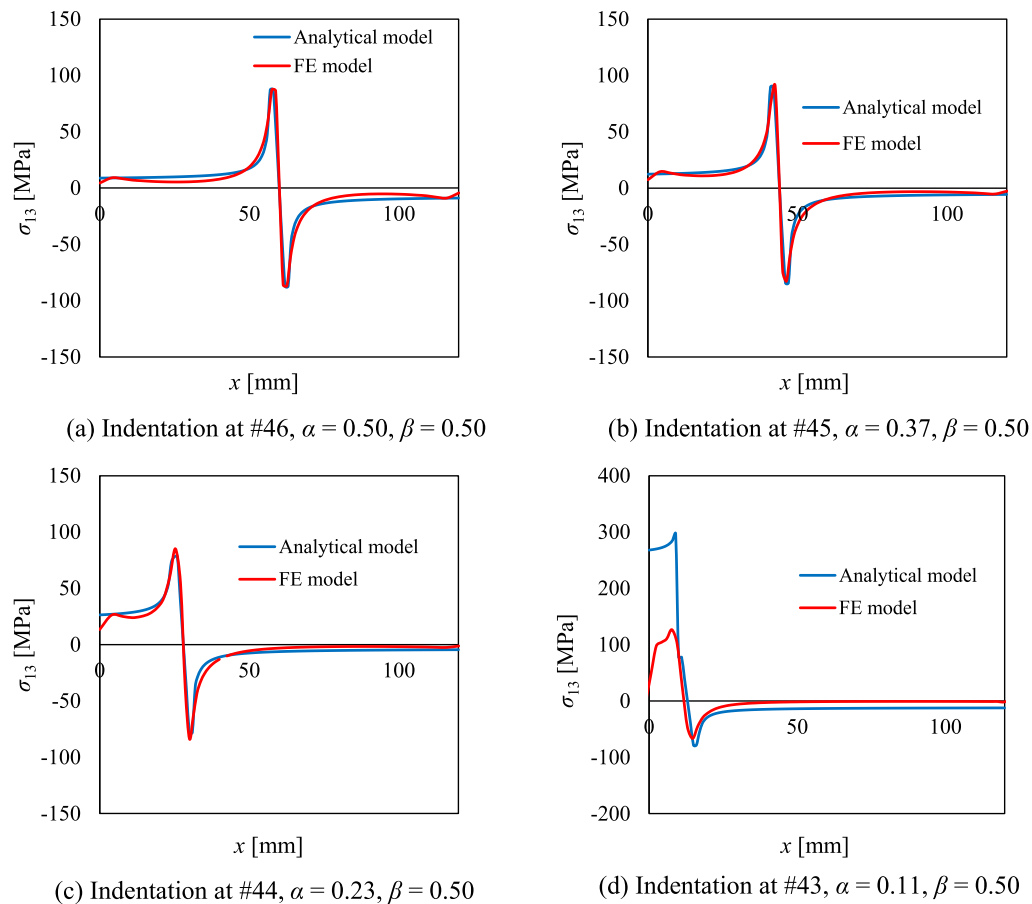 150
100
50
0
-50
-100
-150
σ13 [MPa]
Analytical model
FE model
0
50
100
x [mm]
(a) Indentation at #46, α = 0.50, β = 0.50
150
100
50
0
-50
-100
-150
σ13 [MPa]
Analytical model
FE model
0
50
100
x [mm]
(b) Indentation at #45, α = 0.37, β = 0.50
150
100
50
0
-50
-100
-150
σ13 [MPa]
Analytical model
FE model
0
50
100
x [mm]
(c) Indentation at #44, α = 0.23, β = 0.50
400
300
200
100
0
-100
-200
σ13 [MPa]
Analytical model
FE model
0
50
100
x [mm]
(d) Indentation at #43, α = 0.11, β = 0.50